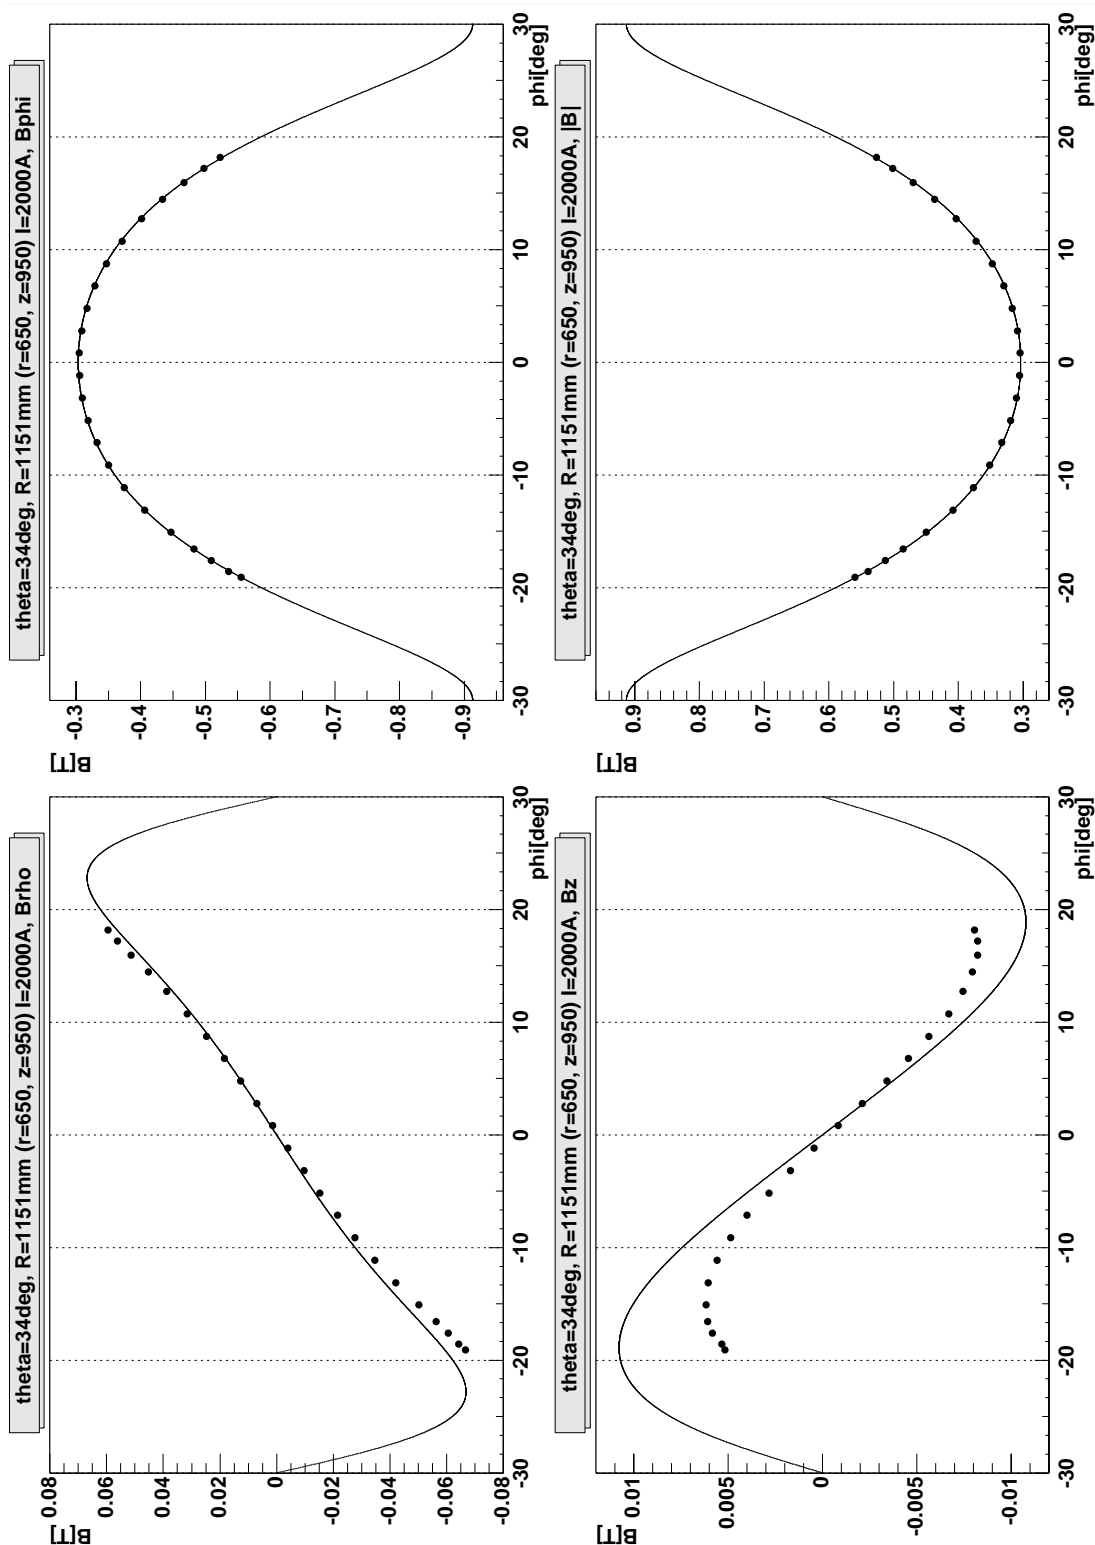 theta=34deg, R=1151mm (r=650, z=950) I=2000A, Brho
B[T]
0.08
0.06
0.04
0.02
0
-0.02
-0.04
-0.06
-0.08
-30 -20 -10 0 10 20 30
phi[deg]
theta=34deg, R=1151mm (r=650, z=950) I=2000A, Bphi
B[T]
-0.3
-0.4
-0.5
-0.6
-0.7
-0.8
-0.9
-30 -20 -10 0 10 20 30
phi[deg]
theta=34deg, R=1151mm (r=650, z=950) I=2000A, Bz
B[T]
0.01
0.005
0
-0.005
-0.01
-30 -20 -10 0 10 20 30
phi[deg]
theta=34deg, R=1151mm (r=650, z=950) I=2000A, |B|
B[T]
0.9
0.8
0.7
0.6
0.5
0.4
0.3
-30 -20 -10 0 10 20 30
phi[deg]